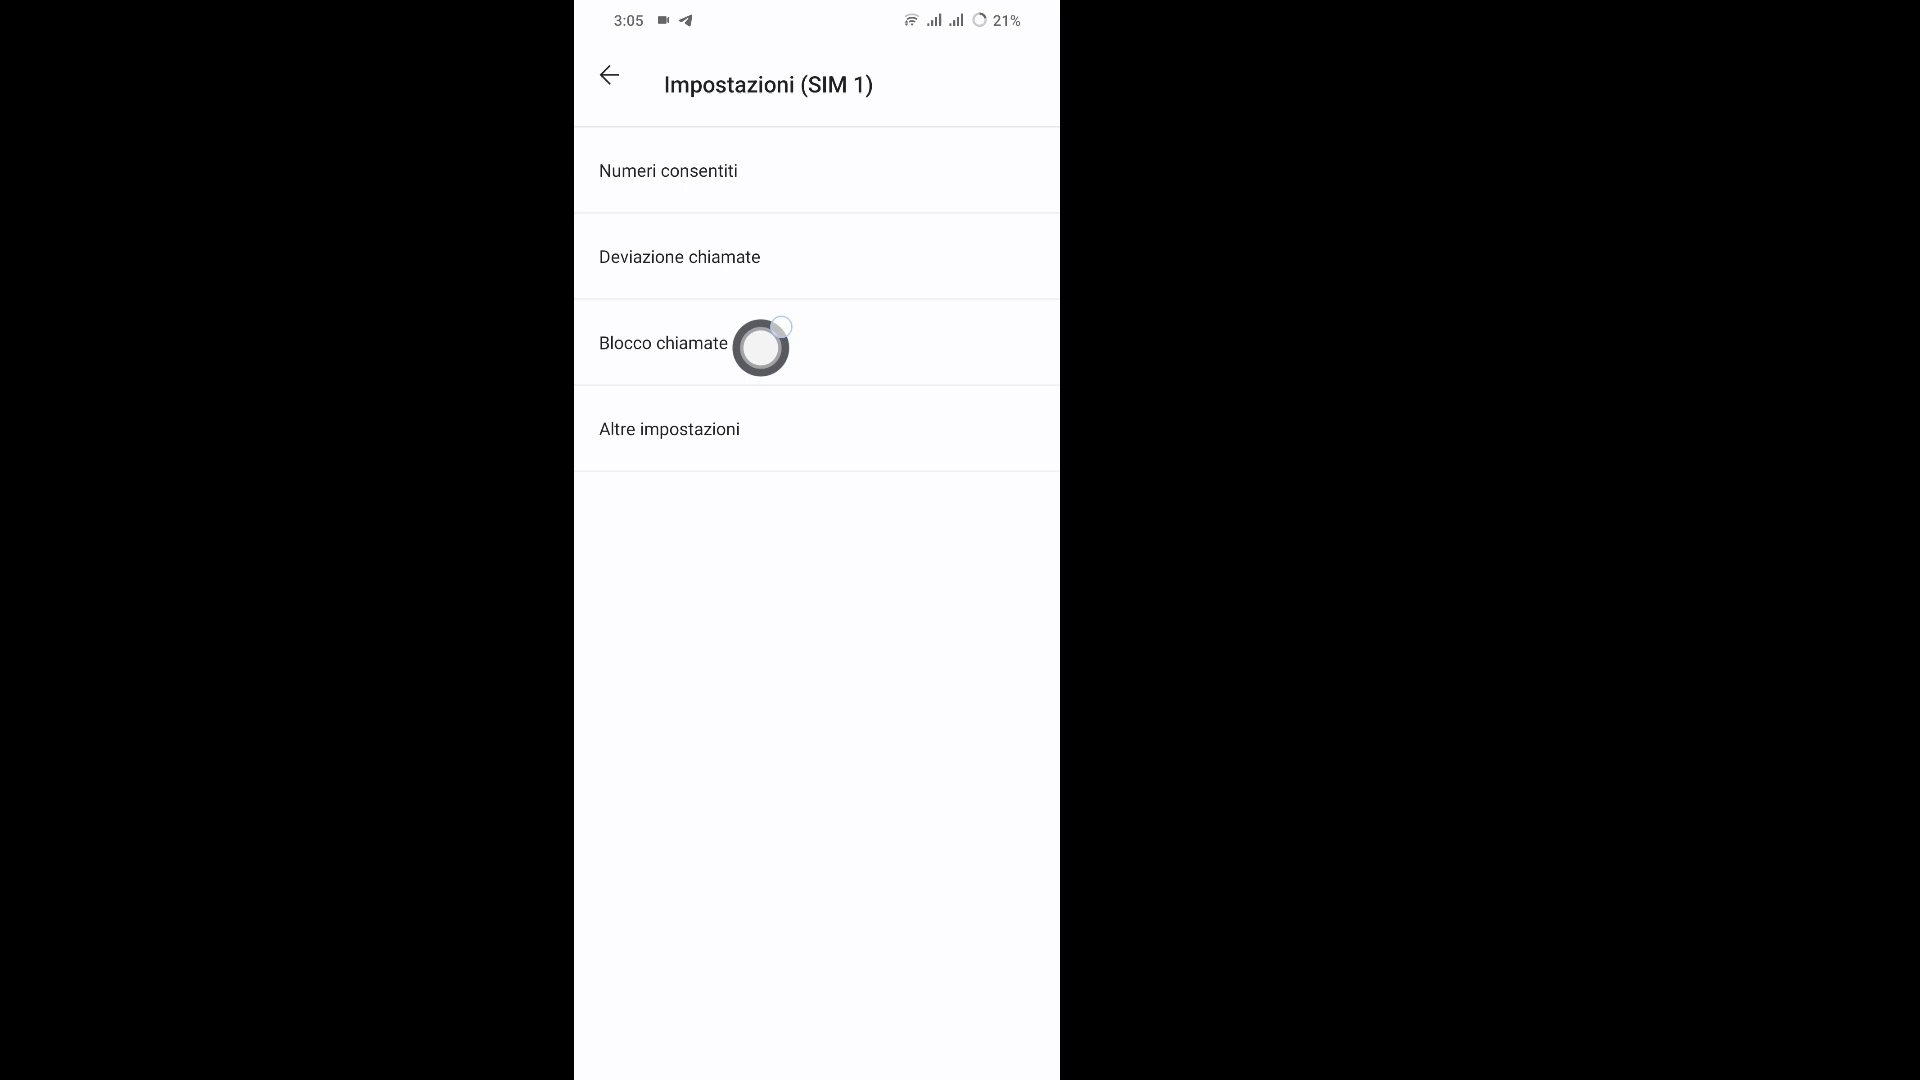 3:05
21%
Impostazioni (SIM 1)
Numeri consentiti
Deviazione chiamate
Blocco chiamate
Altre impostazioni